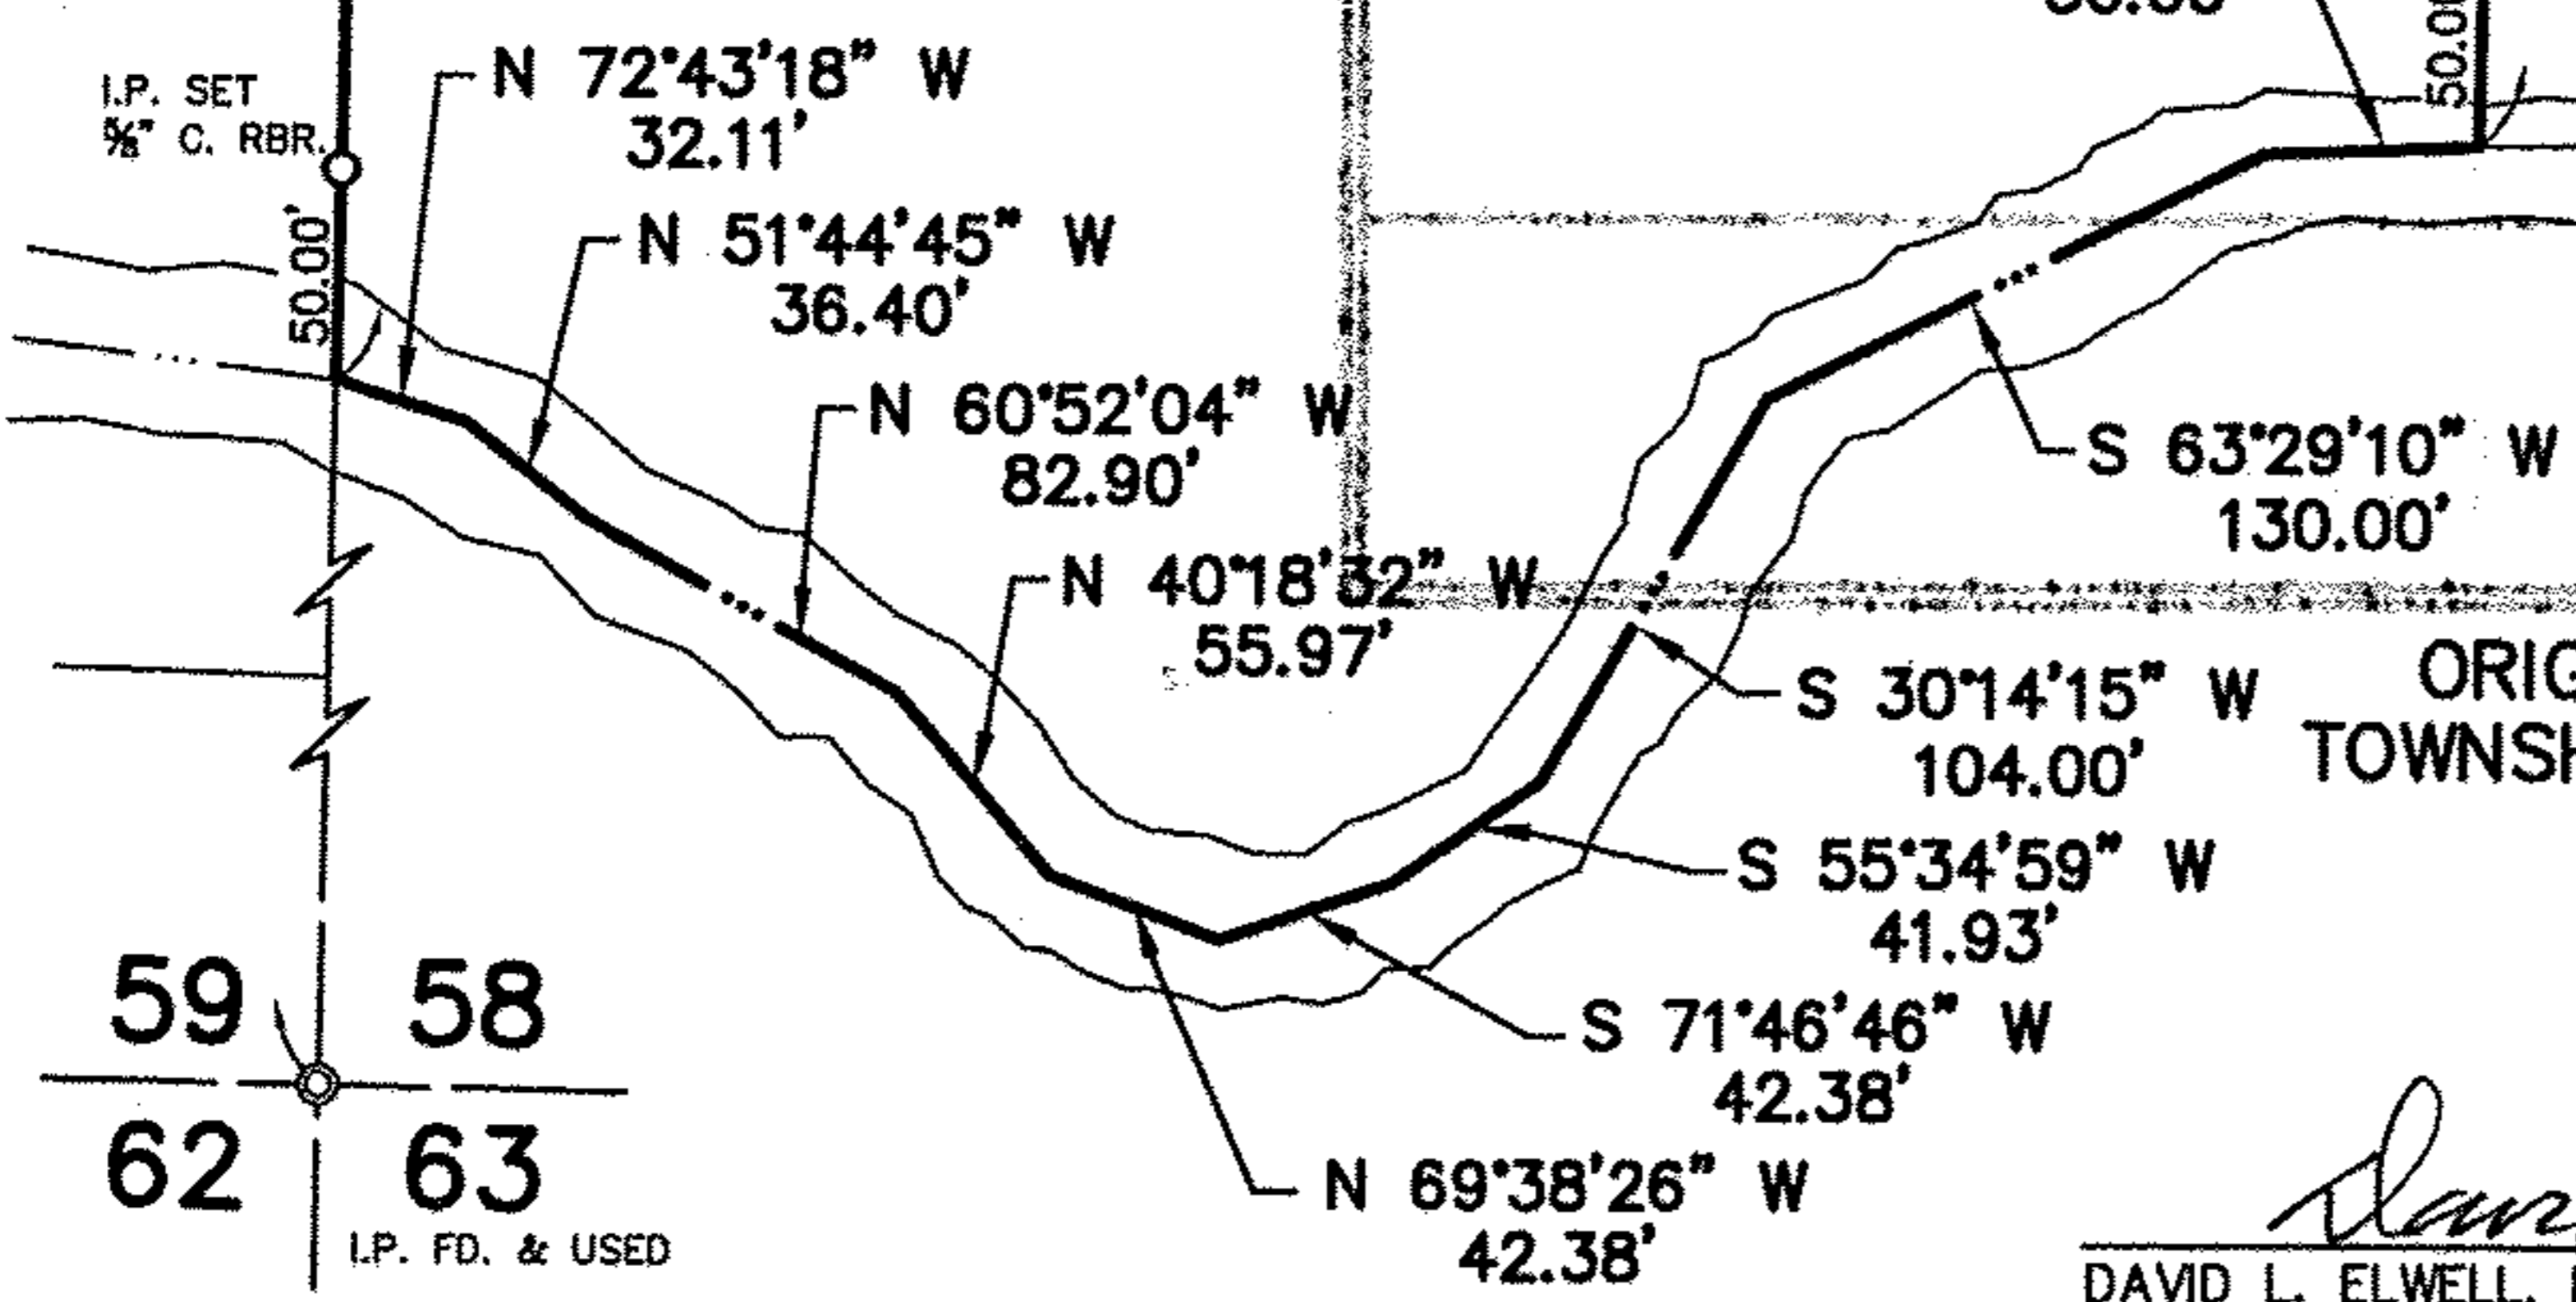 I.P. SET
⅝" C. RBR.
50.00'
N 72°43'18" W
32.11'
N 51°44'45" W
36.40'
N 60°52'04" W
82.90'
N 40°18'32" W
55.97'
50.00'
S 63°29'10" W
130.00'
S 30°14'15" W
104.00'
S 55°34'59" W
41.93'
S 71°46'46" W
42.38'
N 69°38'26" W
42.38'
ORIG
TOWNSH
59 58
62 63
I.P. FD. & USED
DAVID L. ELWELL,